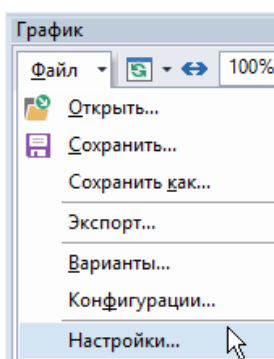 График
Файл 100%
Открыть...
Сохранить...
Сохранить как...
Экспорт...
Варианты...
Конфигурации...
Настройки...